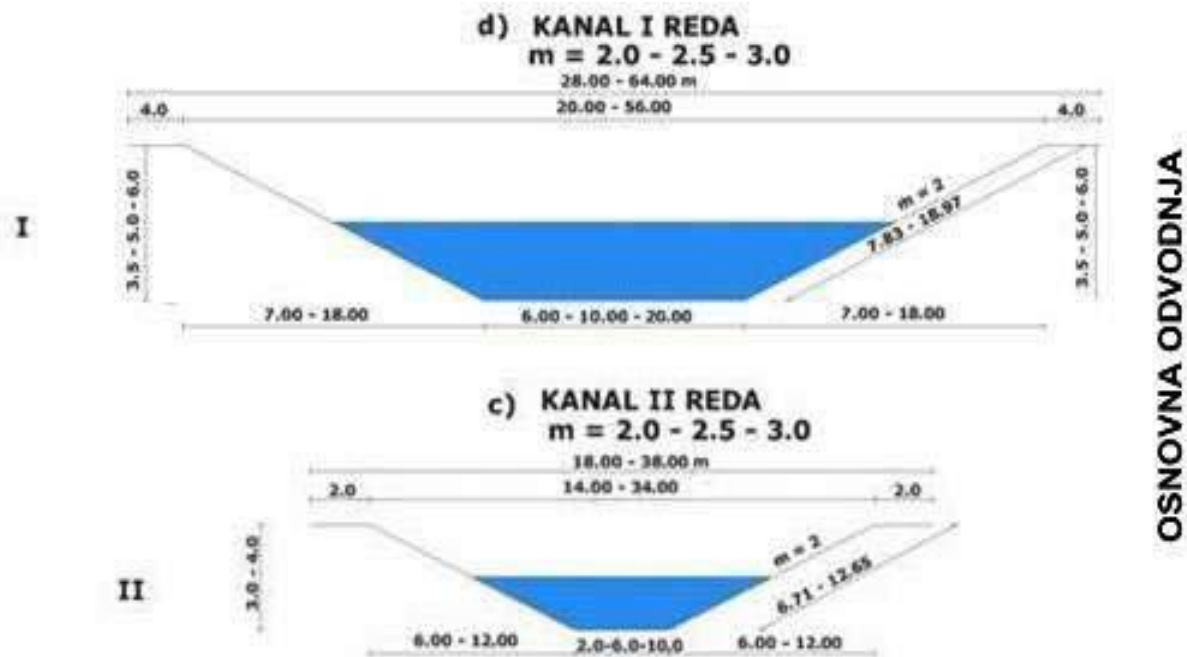 d) KANAL I REDA
m = 2.0 - 2.5 - 3.0
28.00 - 64.00 m
4.0 20.00 - 56.00 4.0
I
3.5 - 5.0 - 6.0
m = 2
7.83 - 18.97
3.5 - 5.0 - 6.0
7.00 - 18.00 6.00 - 10.00 - 20.00 7.00 - 18.00
c) KANAL II REDA
m = 2.0 - 2.5 - 3.0
18.00 - 38.00 m
2.0 14.00 - 34.00 2.0
II
3.0 - 4.0
m = 2
6.71 - 12.65
6.00 - 12.00 2.0-6.0-10,0 6.00 - 12.00
OSNOVNA ODVODNJA